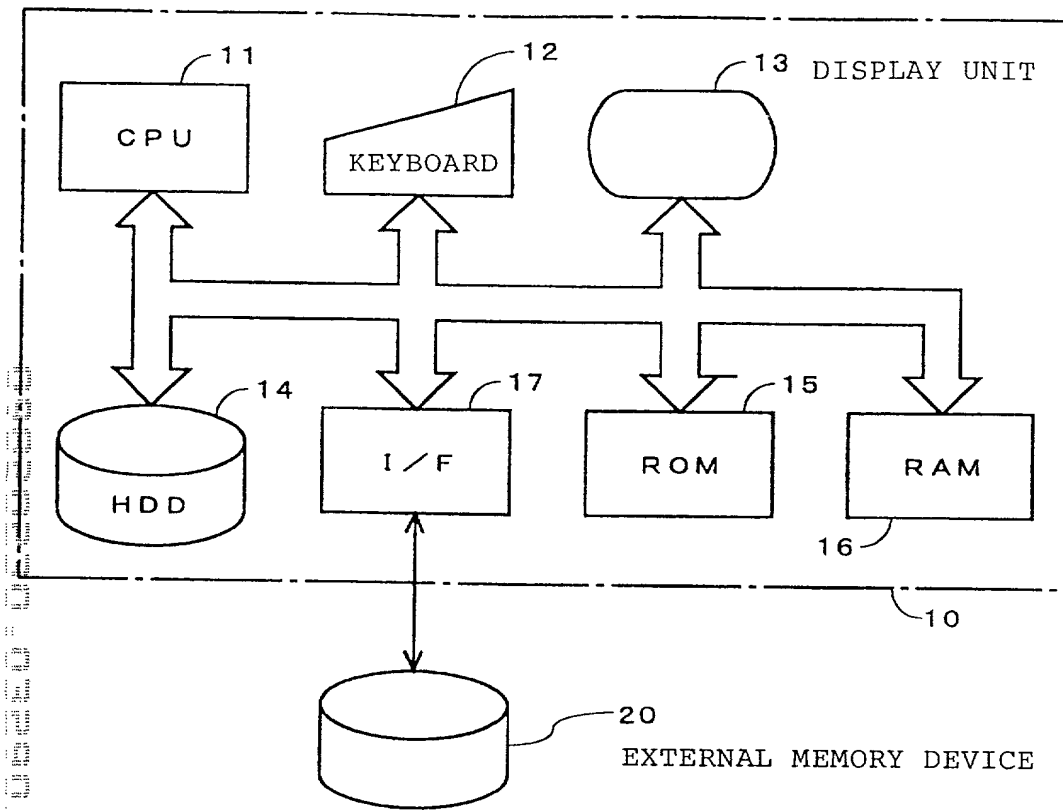 11
12
13 DISPLAY UNIT
CPU
KEYBOARD
14
17
15
HDD
I/F
ROM
RAM
16
10
20
EXTERNAL MEMORY DEVICE